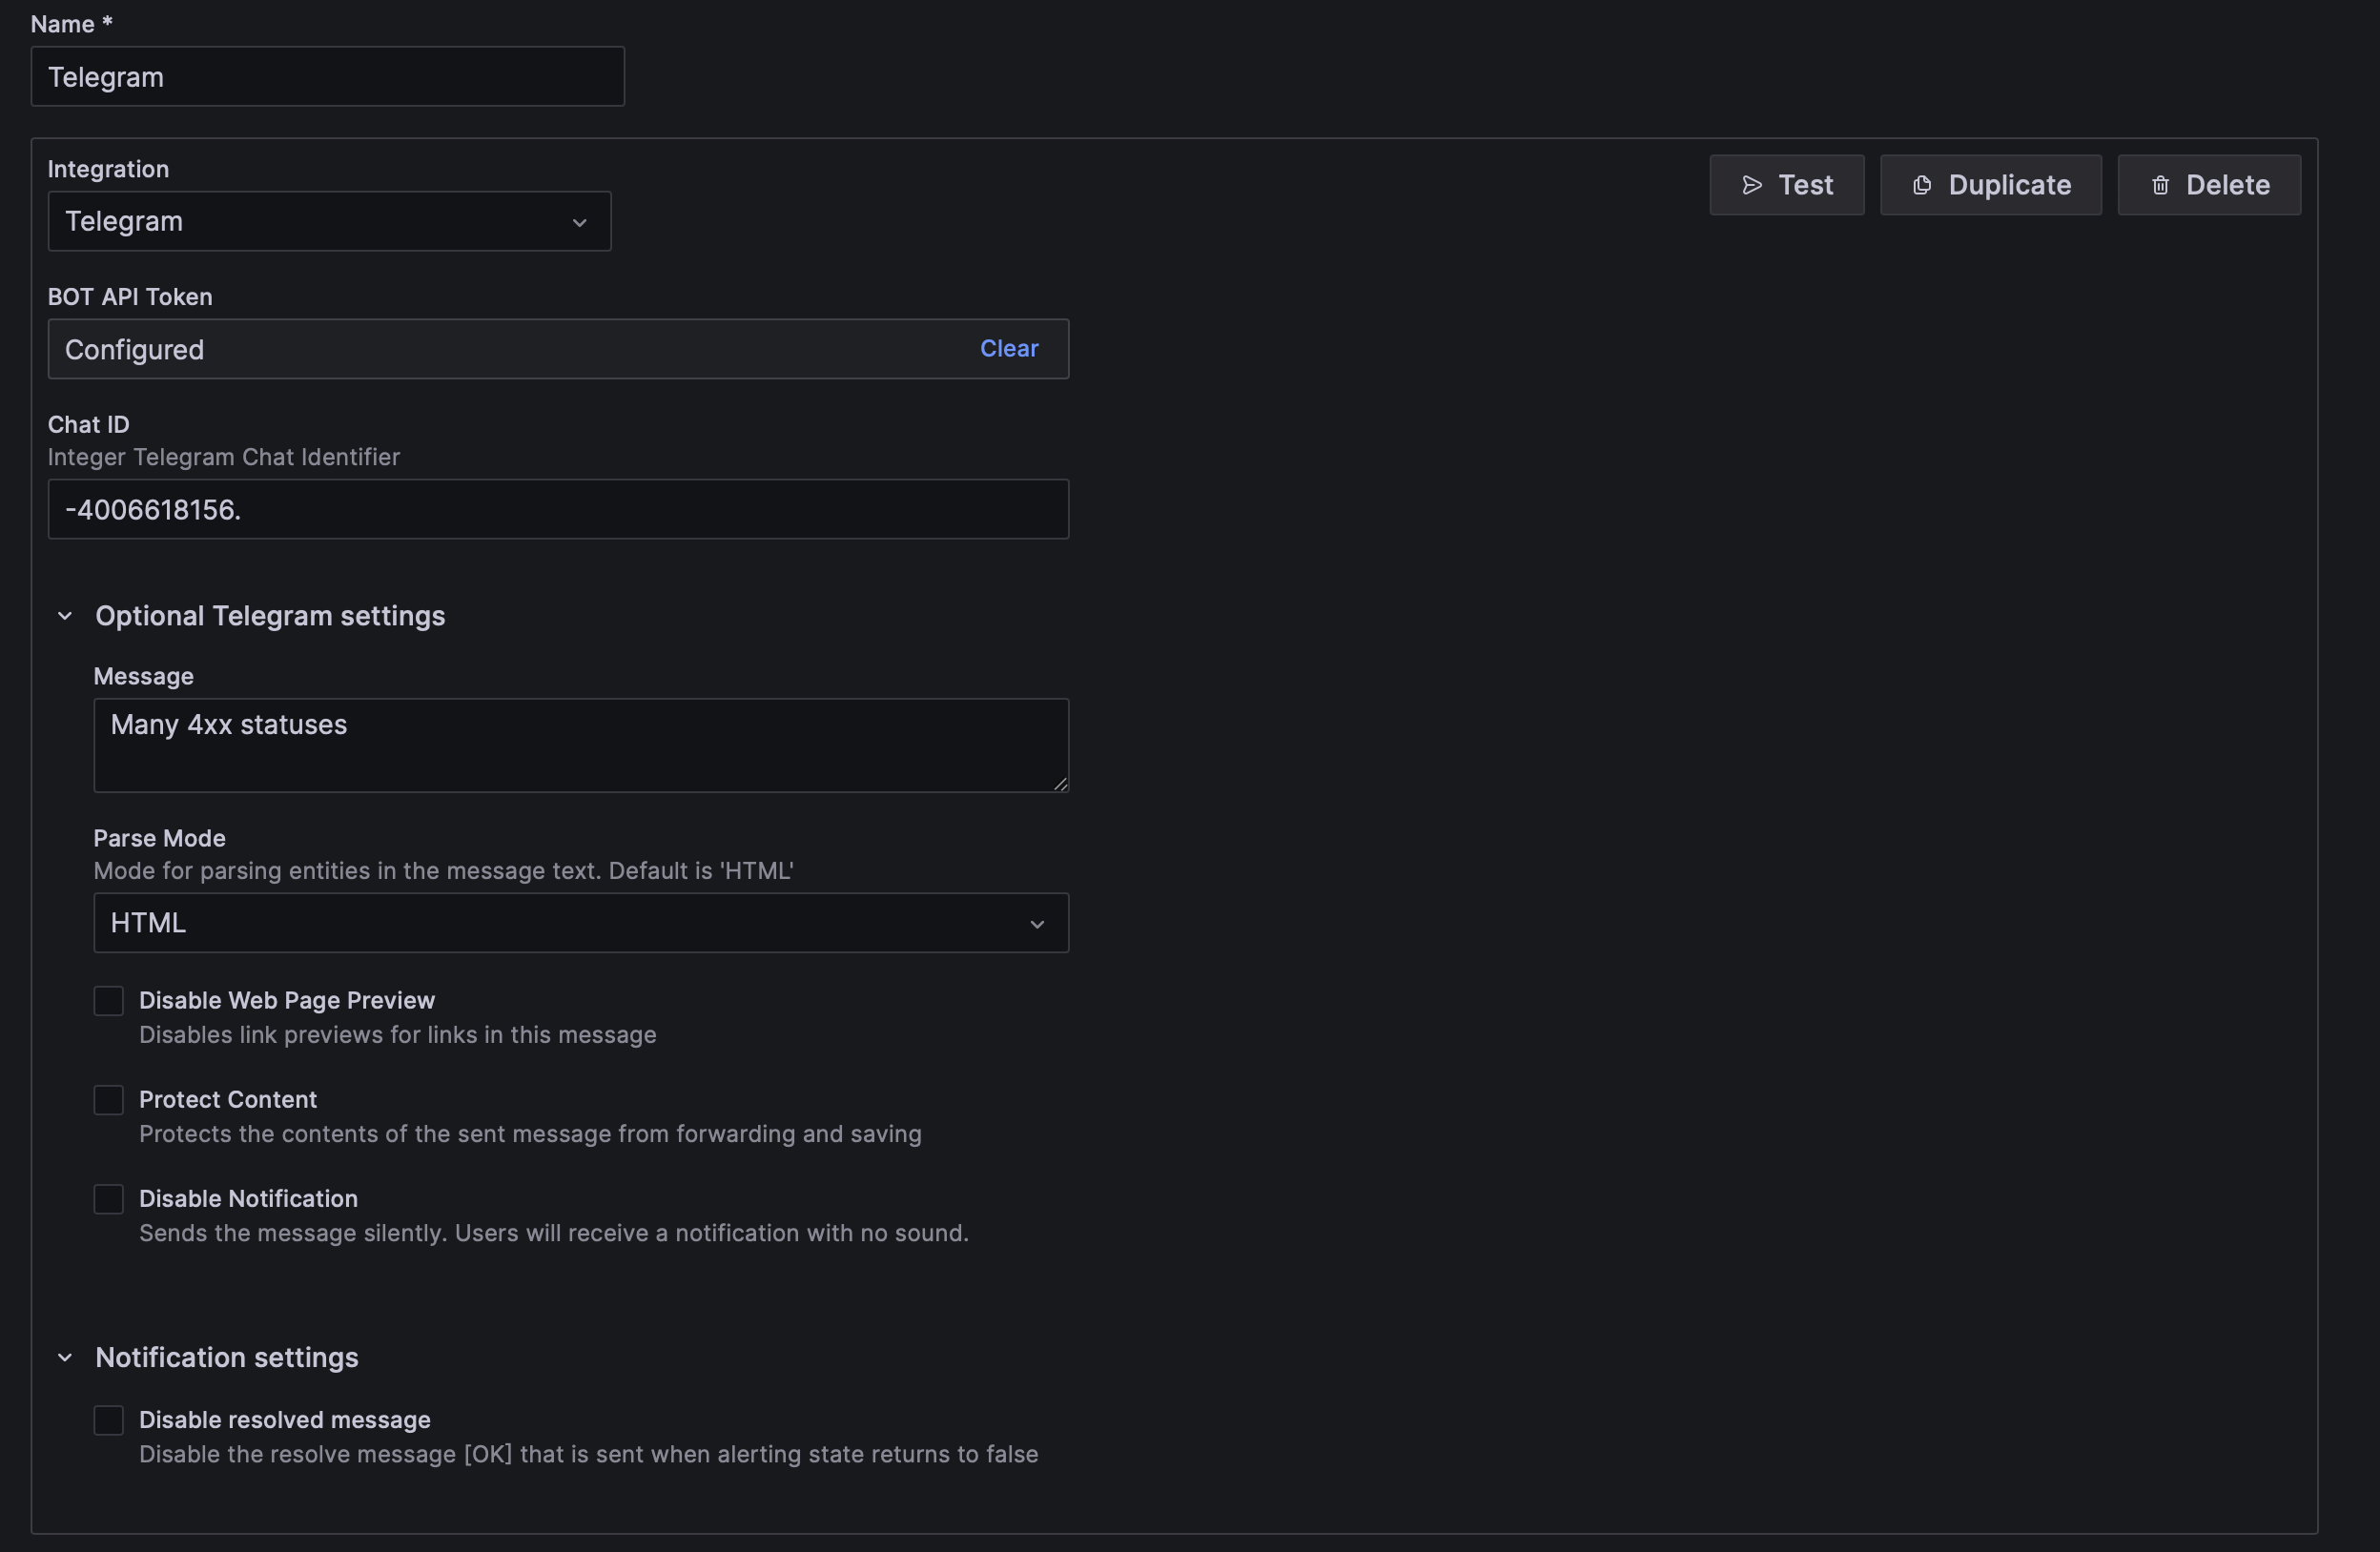 Name *
Telegram
Integration
Telegram
Test
Duplicate
Delete
BOT API Token
Configured
Clear
Chat ID
Integer Telegram Chat Identifier
-4006618156.
Optional Telegram settings
Message
Many 4xx statuses
Parse Mode
Mode for parsing entities in the message text. Default is 'HTML'
HTML
Disable Web Page Preview
Disables link previews for links in this message
Protect Content
Protects the contents of the sent message from forwarding and saving
Disable Notification
Sends the message silently. Users will receive a notification with no sound.
Notification settings
Disable resolved message
Disable the resolve message [OK] that is sent when alerting state returns to false